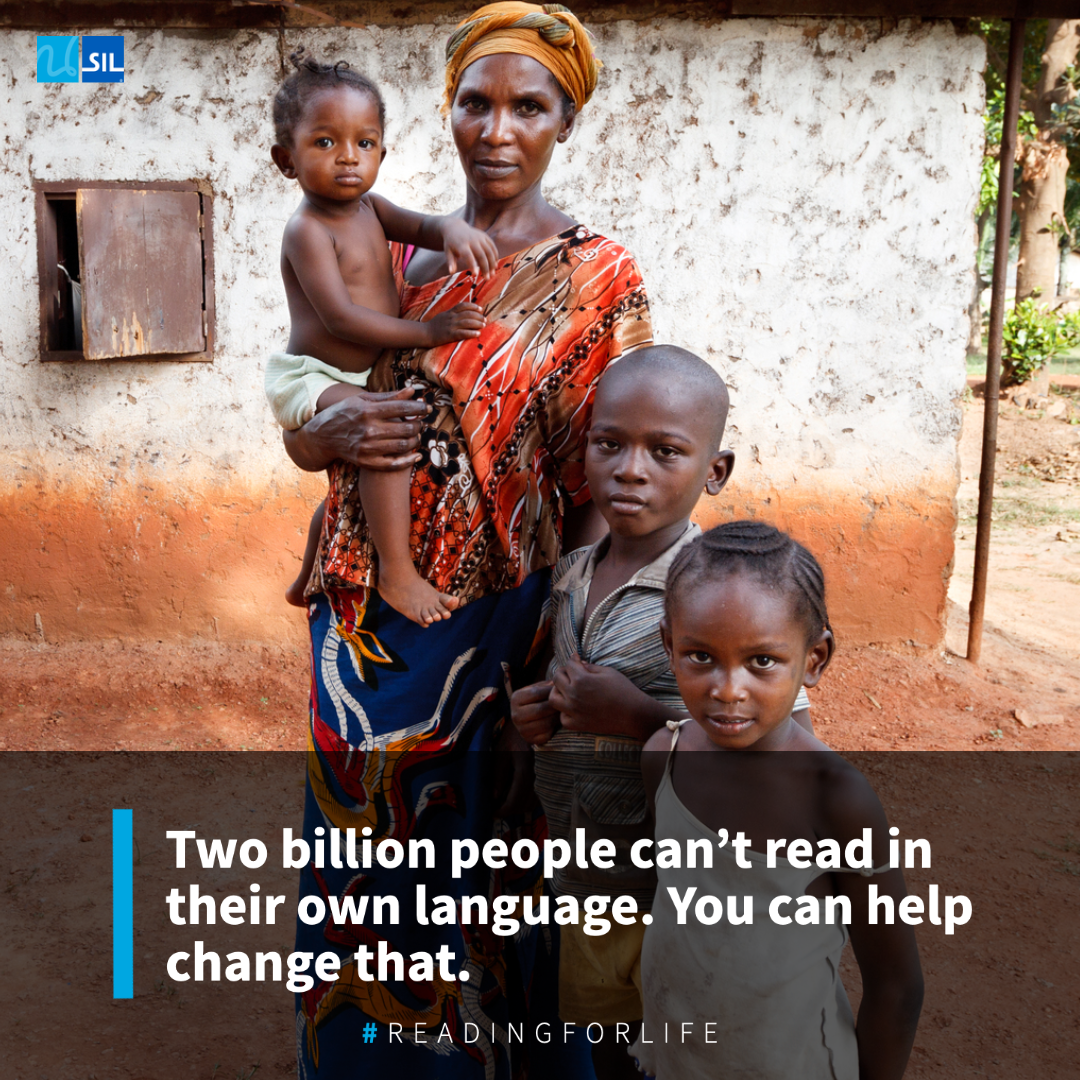 SIL
Two billion people can’t read in
their own language. You can help
change that.
#READINGFORLIFE